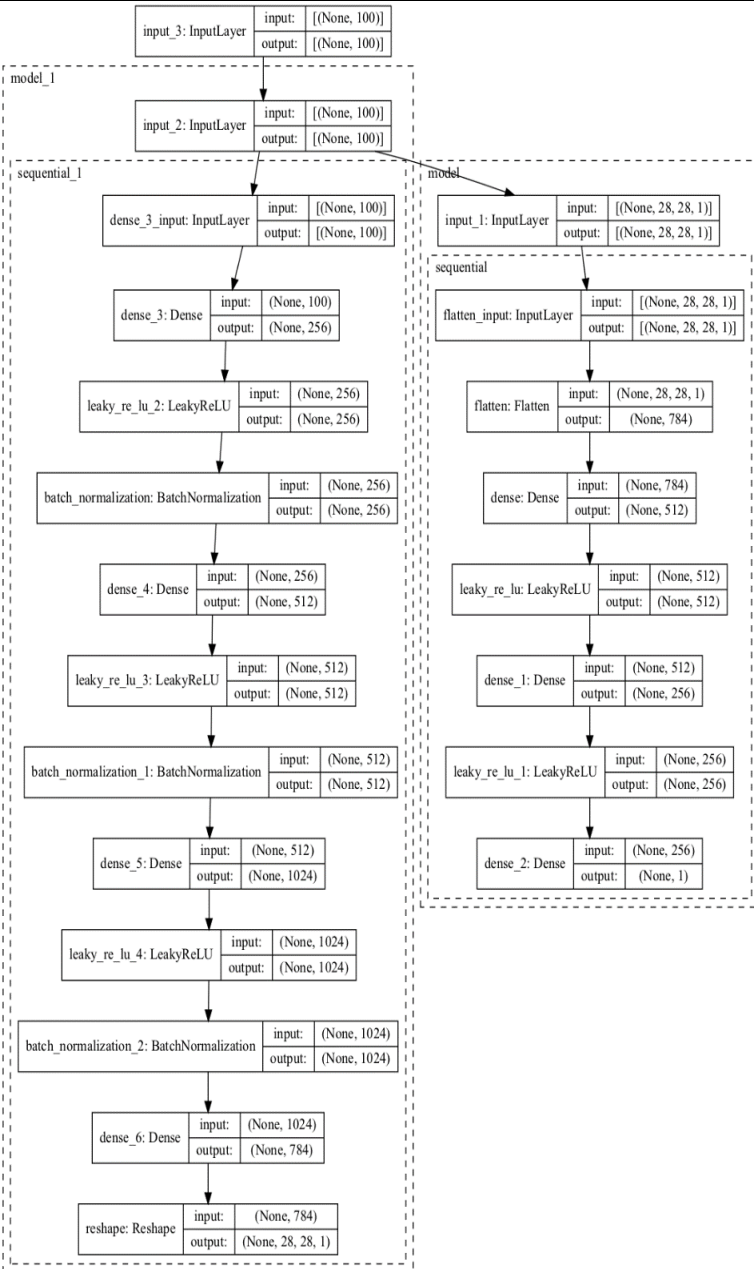 input_3: InputLayer
input: [(None, 100)]
output: [(None, 100)]
model_1
input_2: InputLayer
input: [(None, 100)]
output: [(None, 100)]
sequential_1
dense_3_input: InputLayer
input: [(None, 100)]
output: [(None, 100)]
dense_3: Dense
input: (None, 100)
output: (None, 256)
leaky_re_lu_2: LeakyReLU
input: (None, 256)
output: (None, 256)
batch_normalization: BatchNormalization
input: (None, 256)
output: (None, 256)
dense_4: Dense
input: (None, 256)
output: (None, 512)
leaky_re_lu_3: LeakyReLU
input: (None, 512)
output: (None, 512)
batch_normalization_1: BatchNormalization
input: (None, 512)
output: (None, 512)
dense_5: Dense
input: (None, 512)
output: (None, 1024)
leaky_re_lu_4: LeakyReLU
input: (None, 1024)
output: (None, 1024)
batch_normalization_2: BatchNormalization
input: (None, 1024)
output: (None, 1024)
dense_6: Dense
input: (None, 1024)
output: (None, 784)
reshape: Reshape
input: (None, 784)
output: (None, 28, 28, 1)
model
input_1: InputLayer
input: [(None, 28, 28, 1)]
output: [(None, 28, 28, 1)]
sequential
flatten_input: InputLayer
input: [(None, 28, 28, 1)]
output: [(None, 28, 28, 1)]
flatten: Flatten
input: (None, 28, 28, 1)
output: (None, 784)
dense: Dense
input: (None, 784)
output: (None, 512)
leaky_re_lu: LeakyReLU
input: (None, 512)
output: (None, 512)
dense_1: Dense
input: (None, 512)
output: (None, 256)
leaky_re_lu_1: LeakyReLU
input: (None, 256)
output: (None, 256)
dense_2: Dense
input: (None, 256)
output: (None, 1)